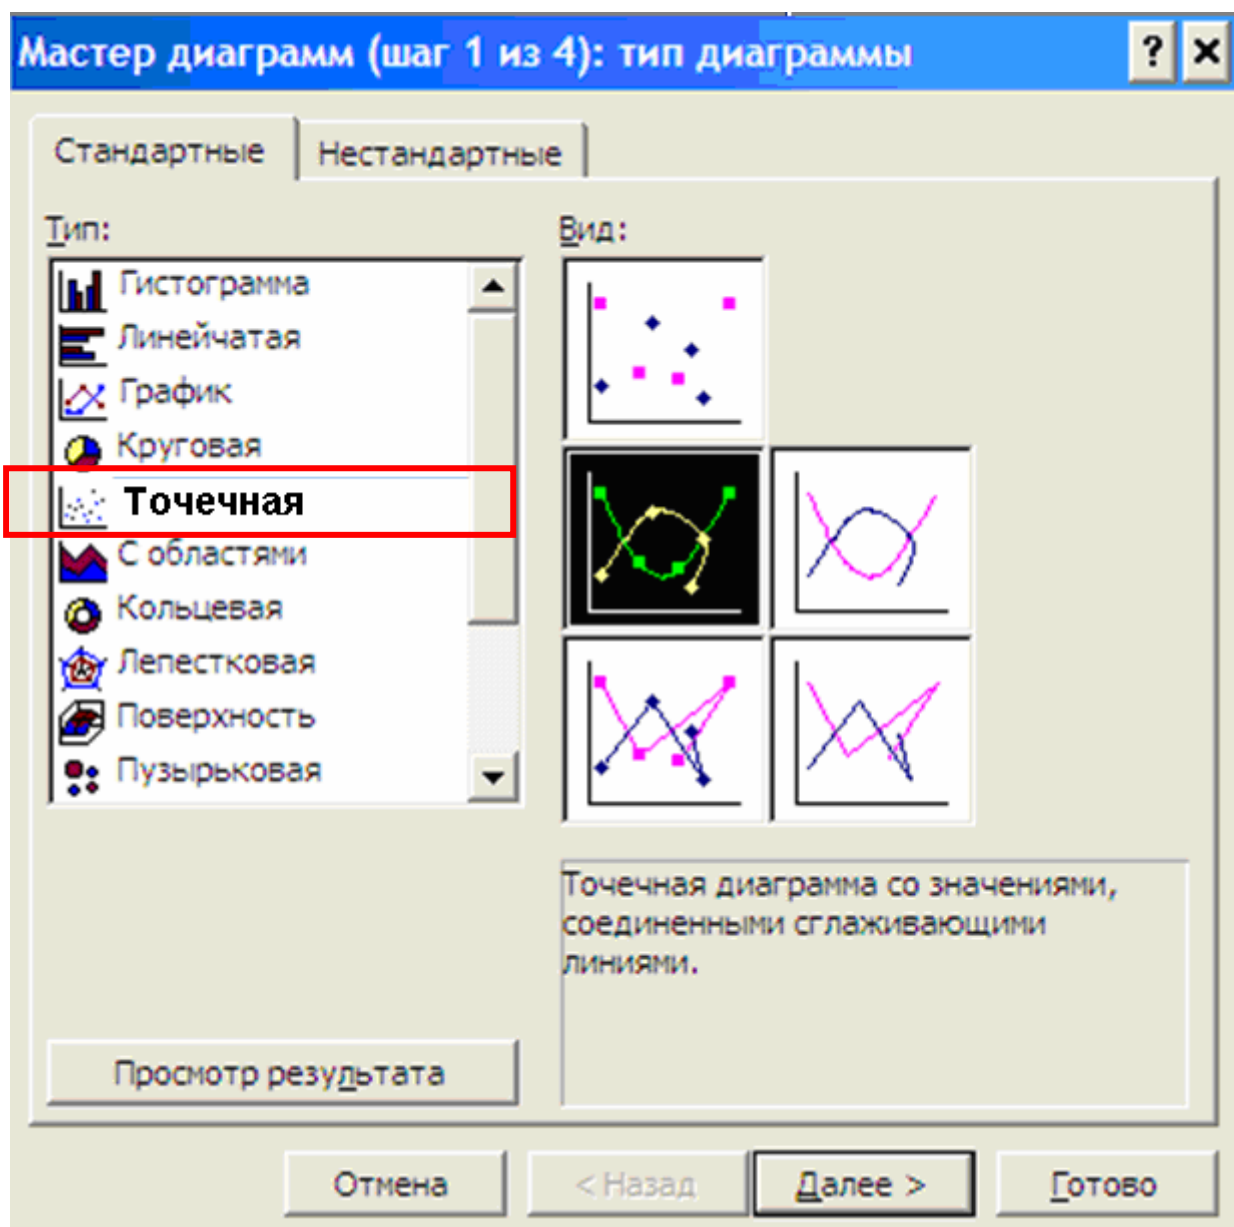 Мастер диаграмм (шаг 1 из 4): тип диаграммы
Стандартные
Нестандартные
Тип:
Вид:
Гистограмма
Линейчатая
График
Круговая
Точечная
С областями
Кольцевая
Лепестковая
Поверхность
Пузырьковая
Точечная диаграмма со значениями,
соединенными сглаживающими
линиями.
Просмотр результата
Отмена
< Назад
Далее >
Готово